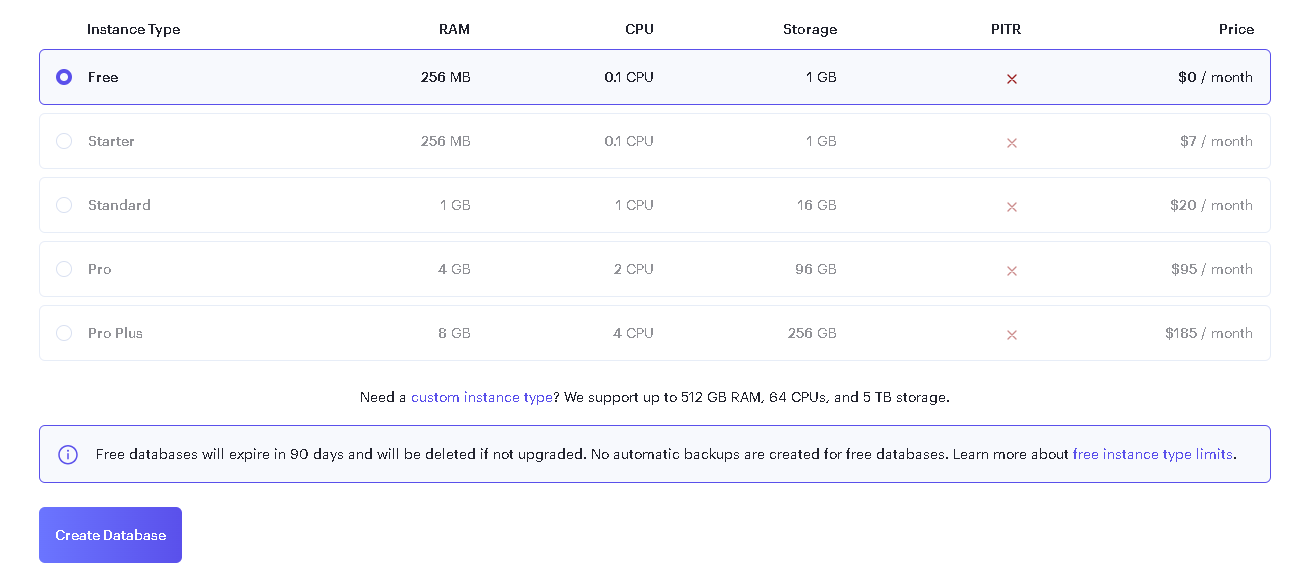 Instance Type RAM CPU Storage PITR Price
Free 256 MB 0.1 CPU 1 GB $0 / month
Starter 256 MB 0.1 CPU 1 GB $7 / month
Standard 1 GB 1 CPU 16 GB $20 / month
Pro 4 GB 2 CPU 96 GB $95 / month
Pro Plus 8 GB 4 CPU 256 GB $185 / month
Need a custom instance type? We support up to 512 GB RAM, 64 CPUs, and 5 TB storage.
Free databases will expire in 90 days and will be deleted if not upgraded. No automatic backups are created for free databases. Learn more about free instance type limits.
Create Database